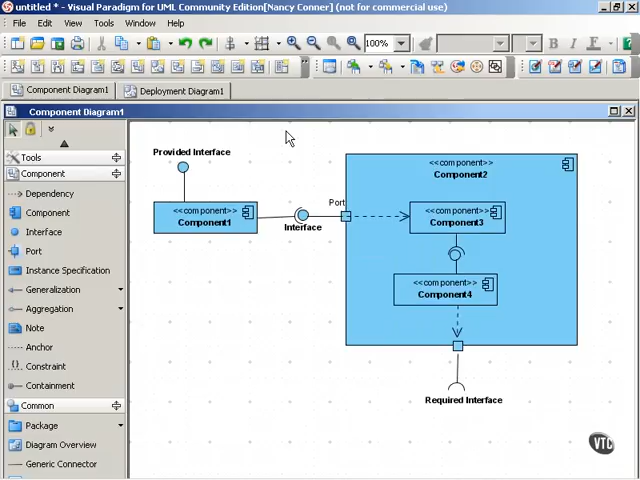 untitled * - Visual Paradigm for UML Community Edition[Nancy Conner] (not for commercial use)
File Edit View Tools Window Help
100%
B I
Component Diagram1 Deployment Diagram1
Component Diagram1
Tools
Component
Dependency
Component
Interface
Port
Instance Specification
Generalization
Aggregation
Note
Anchor
Constraint
Containment
Common
Package
Diagram Overview
Generic Connector
Provided Interface
<<component>>
Component1
Interface
Port
<<component>>
Component2
<<component>>
Component3
<<component>>
Component4
Required Interface
VTC